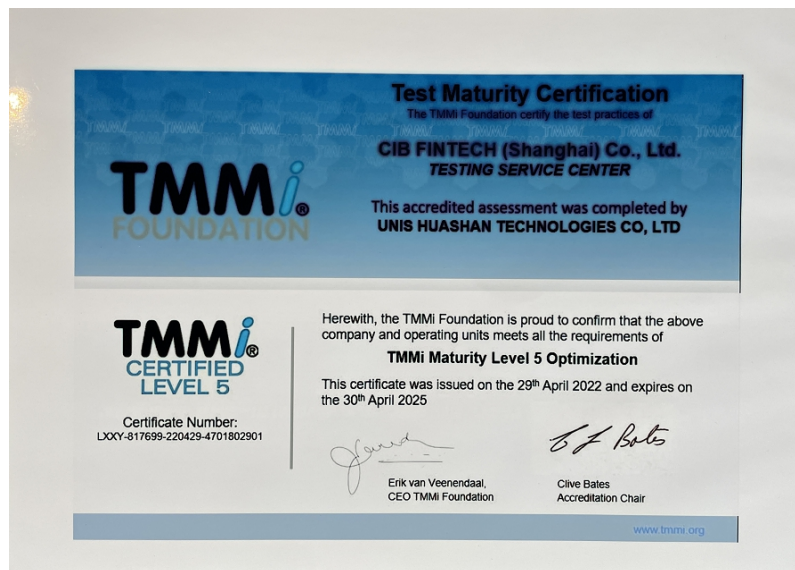 Test Maturity Certification
The TMMi Foundation certify the test practices of
CIB FINTECH (Shanghai) Co., Ltd.
TESTING SERVICE CENTER
This accredited assessment was completed by
UNIS HUASHAN TECHNOLOGIES CO, LTD
TMMi®
FOUNDATION
TMMi®
CERTIFIED
LEVEL 5
Certificate Number:
LXXY-817699-220429-4701802901
Herewith, the TMMi Foundation is proud to confirm that the above
company and operating units meets all the requirements of
TMMi Maturity Level 5 Optimization
This certificate was issued on the 29th April 2022 and expires on
the 30th April 2025
Erik van Veenendaal,
CEO TMMi Foundation
C J Bates
Clive Bates
Accreditation Chair
www.tmmi.org